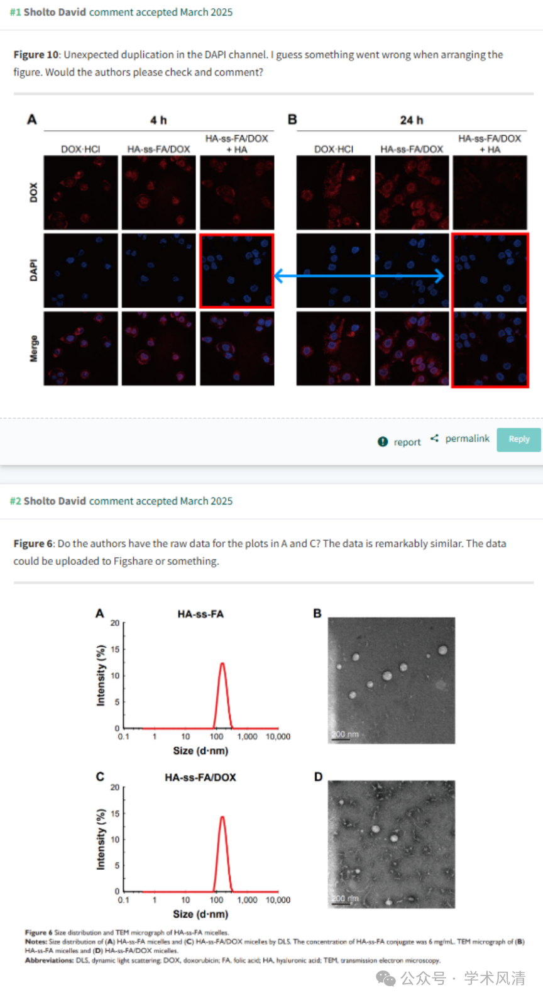 #1 Sholto David comment accepted March 2025
Figure 10: Unexpected duplication in the DAPI channel. I guess something went wrong when arranging the
figure. Would the authors please check and comment?
A 4 h B 24 h
DOX·HCl HA-ss-FA/DOX HA-ss-FA/DOX + HA DOX·HCl HA-ss-FA/DOX HA-ss-FA/DOX + HA
DOX
DAPI
Merge
report permalink Reply
#2 Sholto David comment accepted March 2025
Figure 6: Do the authors have the raw data for the plots in A and C? The data is remarkably similar. The data
could be uploaded to Figshare or something.
A HA-ss-FA B
20
15
10
5
0
Intensity (%)
0.1 1 10 100 1,000 10,000
Size (d·nm)
200 nm
C HA-ss-FA/DOX D
20
15
10
5
0
Intensity (%)
0.1 1 10 100 1,000 10,000
Size (d·nm)
200 nm
Figure 6 Size distribution and TEM micrograph of HA-ss-FA micelles.
Notes: Size distribution of (A) HA-ss-FA micelles and (C) HA-ss-FA/DOX micelles by DLS. The concentration of HA-ss-FA conjugate was 6 mg/mL. TEM micrograph of (B)
HA-ss-FA micelles and (D) HA-ss-FA/DOX micelles.
Abbreviations: DLS, dynamic light scattering; DOX, doxorubicin; FA, folic acid; HA, hyaluronic acid; TEM, transmission electron microscopy.
公众号 · 学术风清